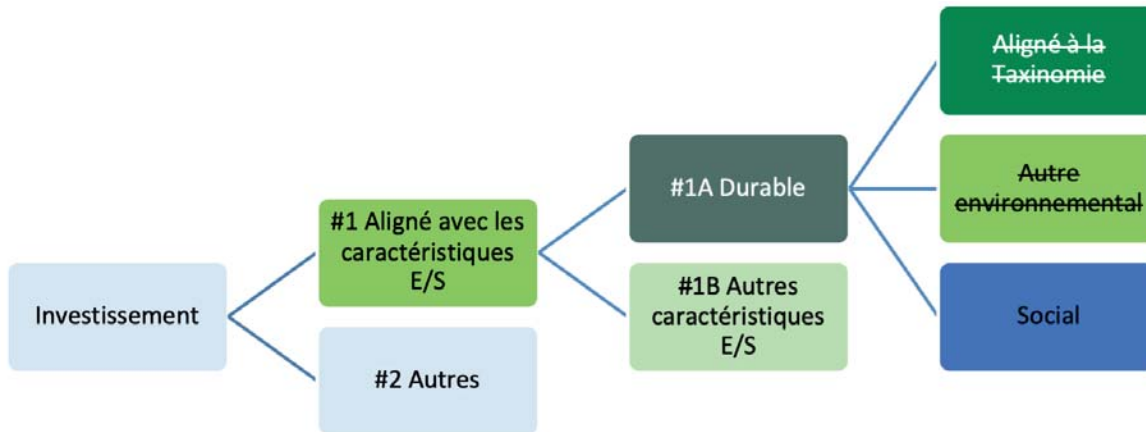 Investissement
#1 Aligné avec les
caractéristiques
E/S
#2 Autres
#1A Durable
#1B Autres
caractéristiques
E/S
Aligné à la
Taxinomie
Autre
environnemental
Social